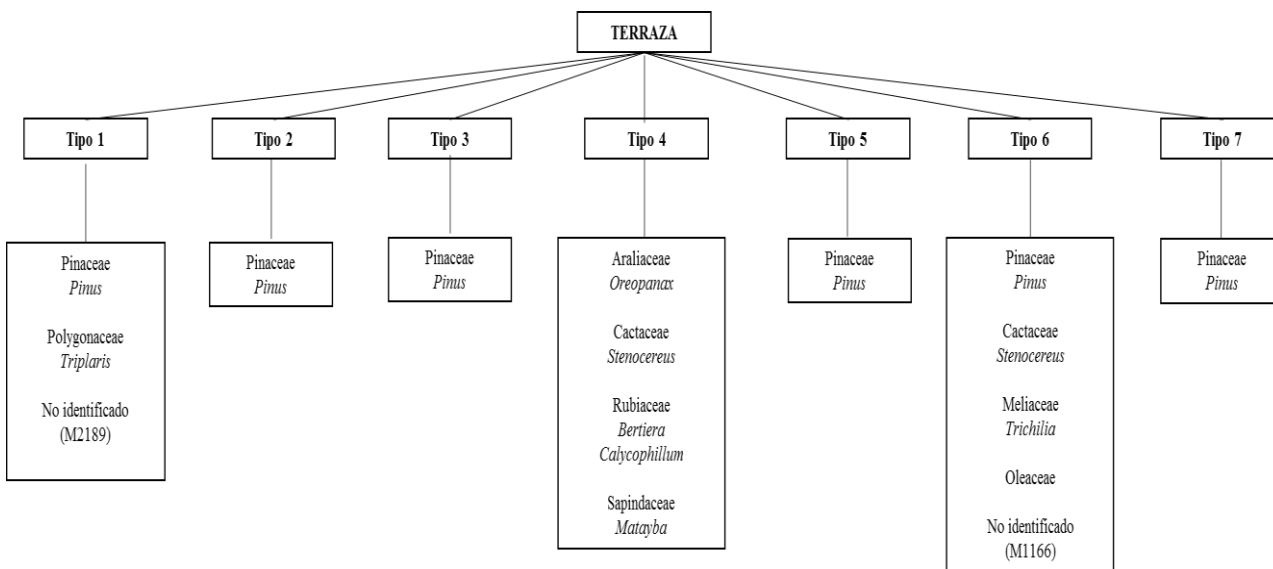 TERRAZA
Tipo 1
Tipo 2
Tipo 3
Tipo 4
Tipo 5
Tipo 6
Tipo 7
Pinaceae
Pinus
Polygonaceae
Triplaris
No identificado
(M2189)
Pinaceae
Pinus
Pinaceae
Pinus
Araliaceae
Oreopanax
Cactaceae
Stenocereus
Rubiaceae
Bertiera
Calycophillum
Sapindaceae
Matayba
Pinaceae
Pinus
Pinaceae
Pinus
Cactaceae
Stenocereus
Meliaceae
Trichilia
Oleaceae
No identificado
(M1166)
Pinaceae
Pinus